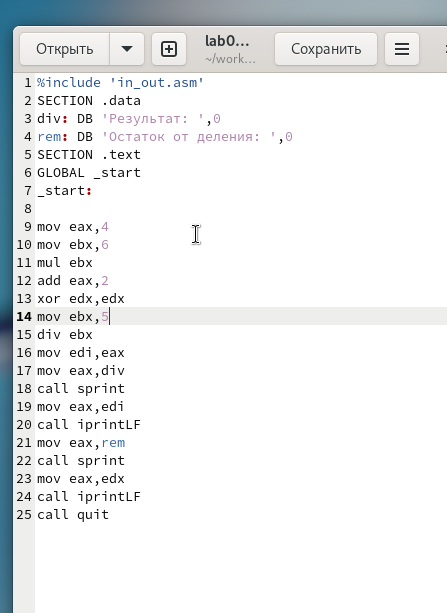 Открыть
lab0...
~/work...
Сохранить
1 %include 'in_out.asm'
2 SECTION .data
3 div: DB 'Результат: ',0
4 rem: DB 'Остаток от деления: ',0
5 SECTION .text
6 GLOBAL _start
7 _start:
8
9 mov eax,4
10 mov ebx,6
11 mul ebx
12 add eax,2
13 xor edx,edx
14 mov ebx,5
15 div ebx
16 mov edi,eax
17 mov eax,div
18 call sprint
19 mov eax,edi
20 call iprintLF
21 mov eax,rem
22 call sprint
23 mov eax,edx
24 call iprintLF
25 call quit